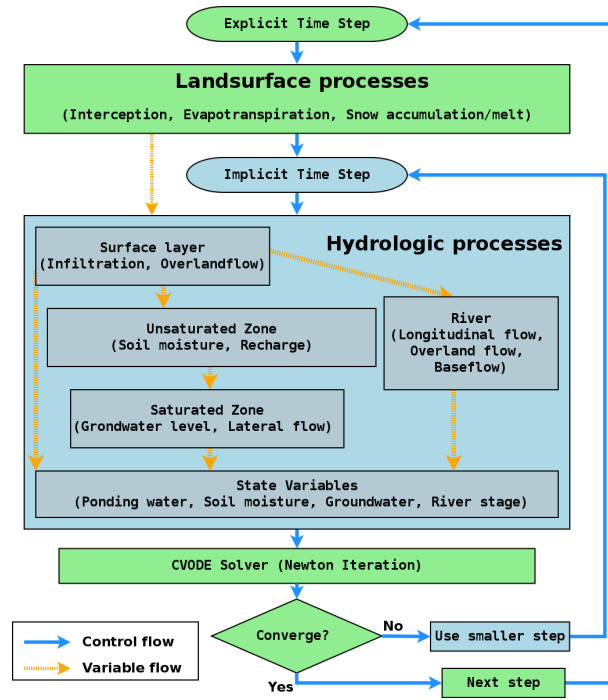 Explicit Time Step
Landsurface processes
(Interception, Evapotranspiration, Snow accumulation/melt)
Implicit Time Step
Hydrologic processes
Surface layer
(Infiltration, Overlandflow)
Unsaturated Zone
(Soil moisture, Recharge)
River
(Longitudinal flow,
Overland flow,
Baseflow)
Saturated Zone
(Grondwater level, Lateral flow)
State Variables
(Ponding water, Soil moisture, Groundwater, River stage)
CVODE Solver (Newton Iteration)
Converge?
No
Use smaller step
Yes
Next step
Control flow
Variable flow